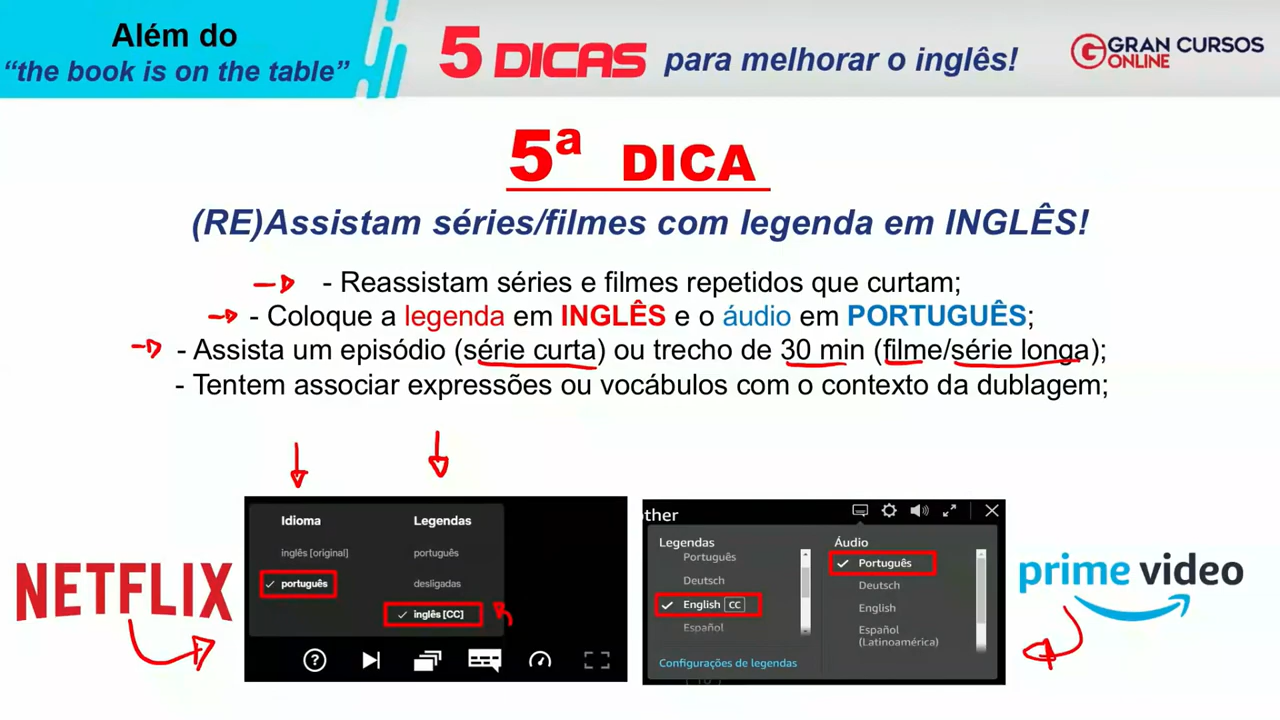 Além do
“the book is on the table”
5 DICAS para melhorar o inglês!
GRAN CURSOS
ONLINE
5ª DICA
(RE)Assistam séries/filmes com legenda em INGLÊS!
- Reassistam séries e filmes repetidos que curtam;
- Coloque a legenda em INGLÊS e o áudio em PORTUGUÊS;
- Assista um episódio (série curta) ou trecho de 30 min (filme/série longa);
- Tentem associar expressões ou vocábulos com o contexto da dublagem;
NETFLIX
Idioma
inglês [original]
português
Legendas
português
desligadas
inglês [CC]
other
Legendas
Português
Deutsch
English CC
Español
Configurações de legendas
Áudio
Português
Deutsch
English
Español
(Latinoamérica)
prime video